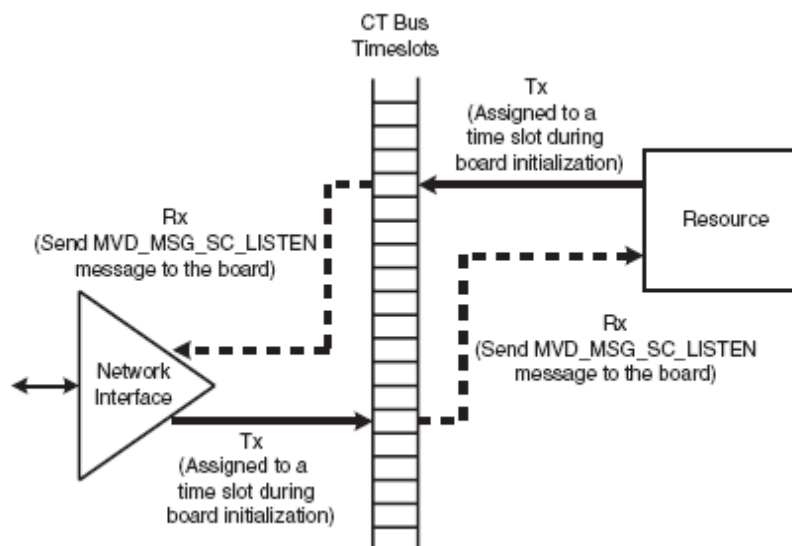 CT Bus
Timeslots
Tx
(Assigned to a
time slot during
board initialization)
Rx
(Send MVD_MSG_SC_LISTEN
message to the board)
Resource
Network
Interface
Rx
(Send MVD_MSG_SC_LISTEN
message to the board)
Tx
(Assigned to a
time slot during
board initialization)